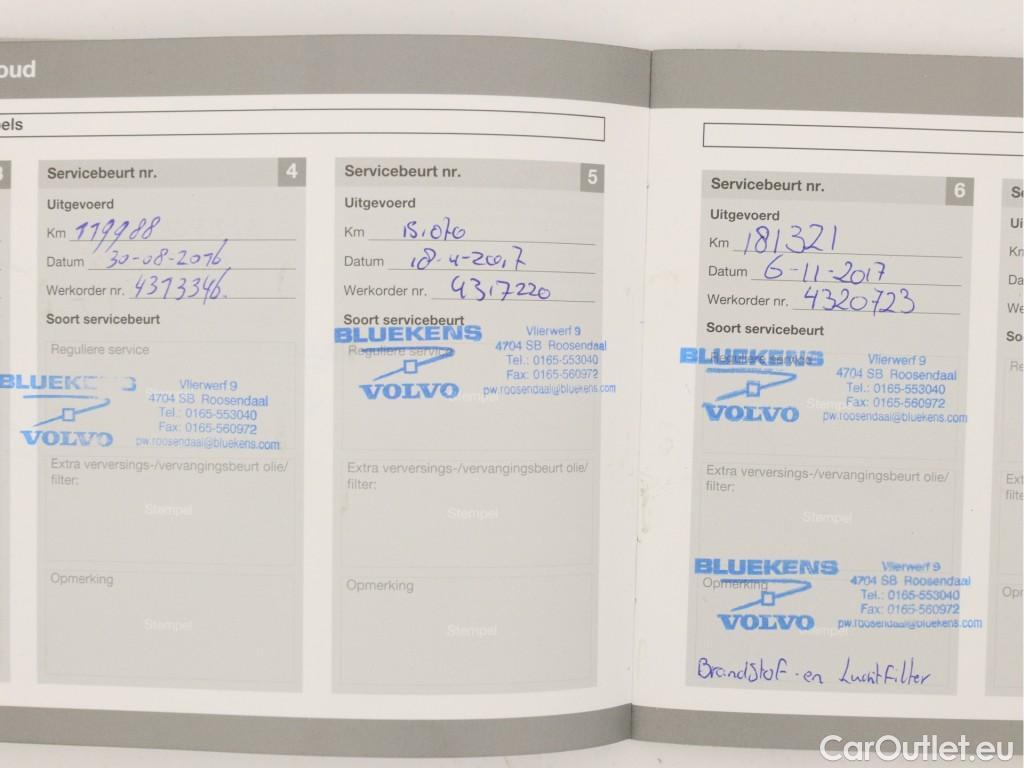 oud
els
Servicebeurt nr. 4
Uitgevoerd
Km 119988
Datum 30-08-2016
Werkorder nr. 4313346.
Soort servicebeurt
Reguliere service
BLUEKENS
VOLVO
Vlierwerf 9
4704 SB Roosendaal
Tel.: 0165-553040
Fax: 0165-560972
pw.roosendaal@bluekens.com
Extra verversings-/vervangingsbeurt olie/
filter:
Stempel
Opmerking
Stempel
Servicebeurt nr. 5
Uitgevoerd
Km
Datum 18-4-2017
Werkorder nr. 4317220
Soort servicebeurt
Reguliere service
BLUEKENS
VOLVO
Vlierwerf 9
4704 SB Roosendaal
Tel.: 0165-553040
Fax: 0165-560972
pw.roosendaal@bluekens.com
Stempel
Extra verversings-/vervangingsbeurt olie/
filter:
Stempel
Opmerking
Stempel
Servicebeurt nr. 6
Uitgevoerd
Km 181321
Datum 6-11-2017
Werkorder nr. 4320723
Soort servicebeurt
Reguliere service
BLUEKENS
VOLVO
Vlierwerf 9
4704 SB Roosendaal
Tel.: 0165-553040
Fax: 0165-560972
pw.roosendaal@bluekens.com
Extra verversings-/vervangingsbeurt olie/
filter:
Stempel
Opmerking
BLUEKENS
VOLVO
Vlierwerf 9
4704 SB Roosendaal
Tel.: 0165-553040
Fax: 0165-560972
pw.roosendaal@bluekens.com
Stempel
Brandstof - en Luchtfilter
CarOutlet.eu